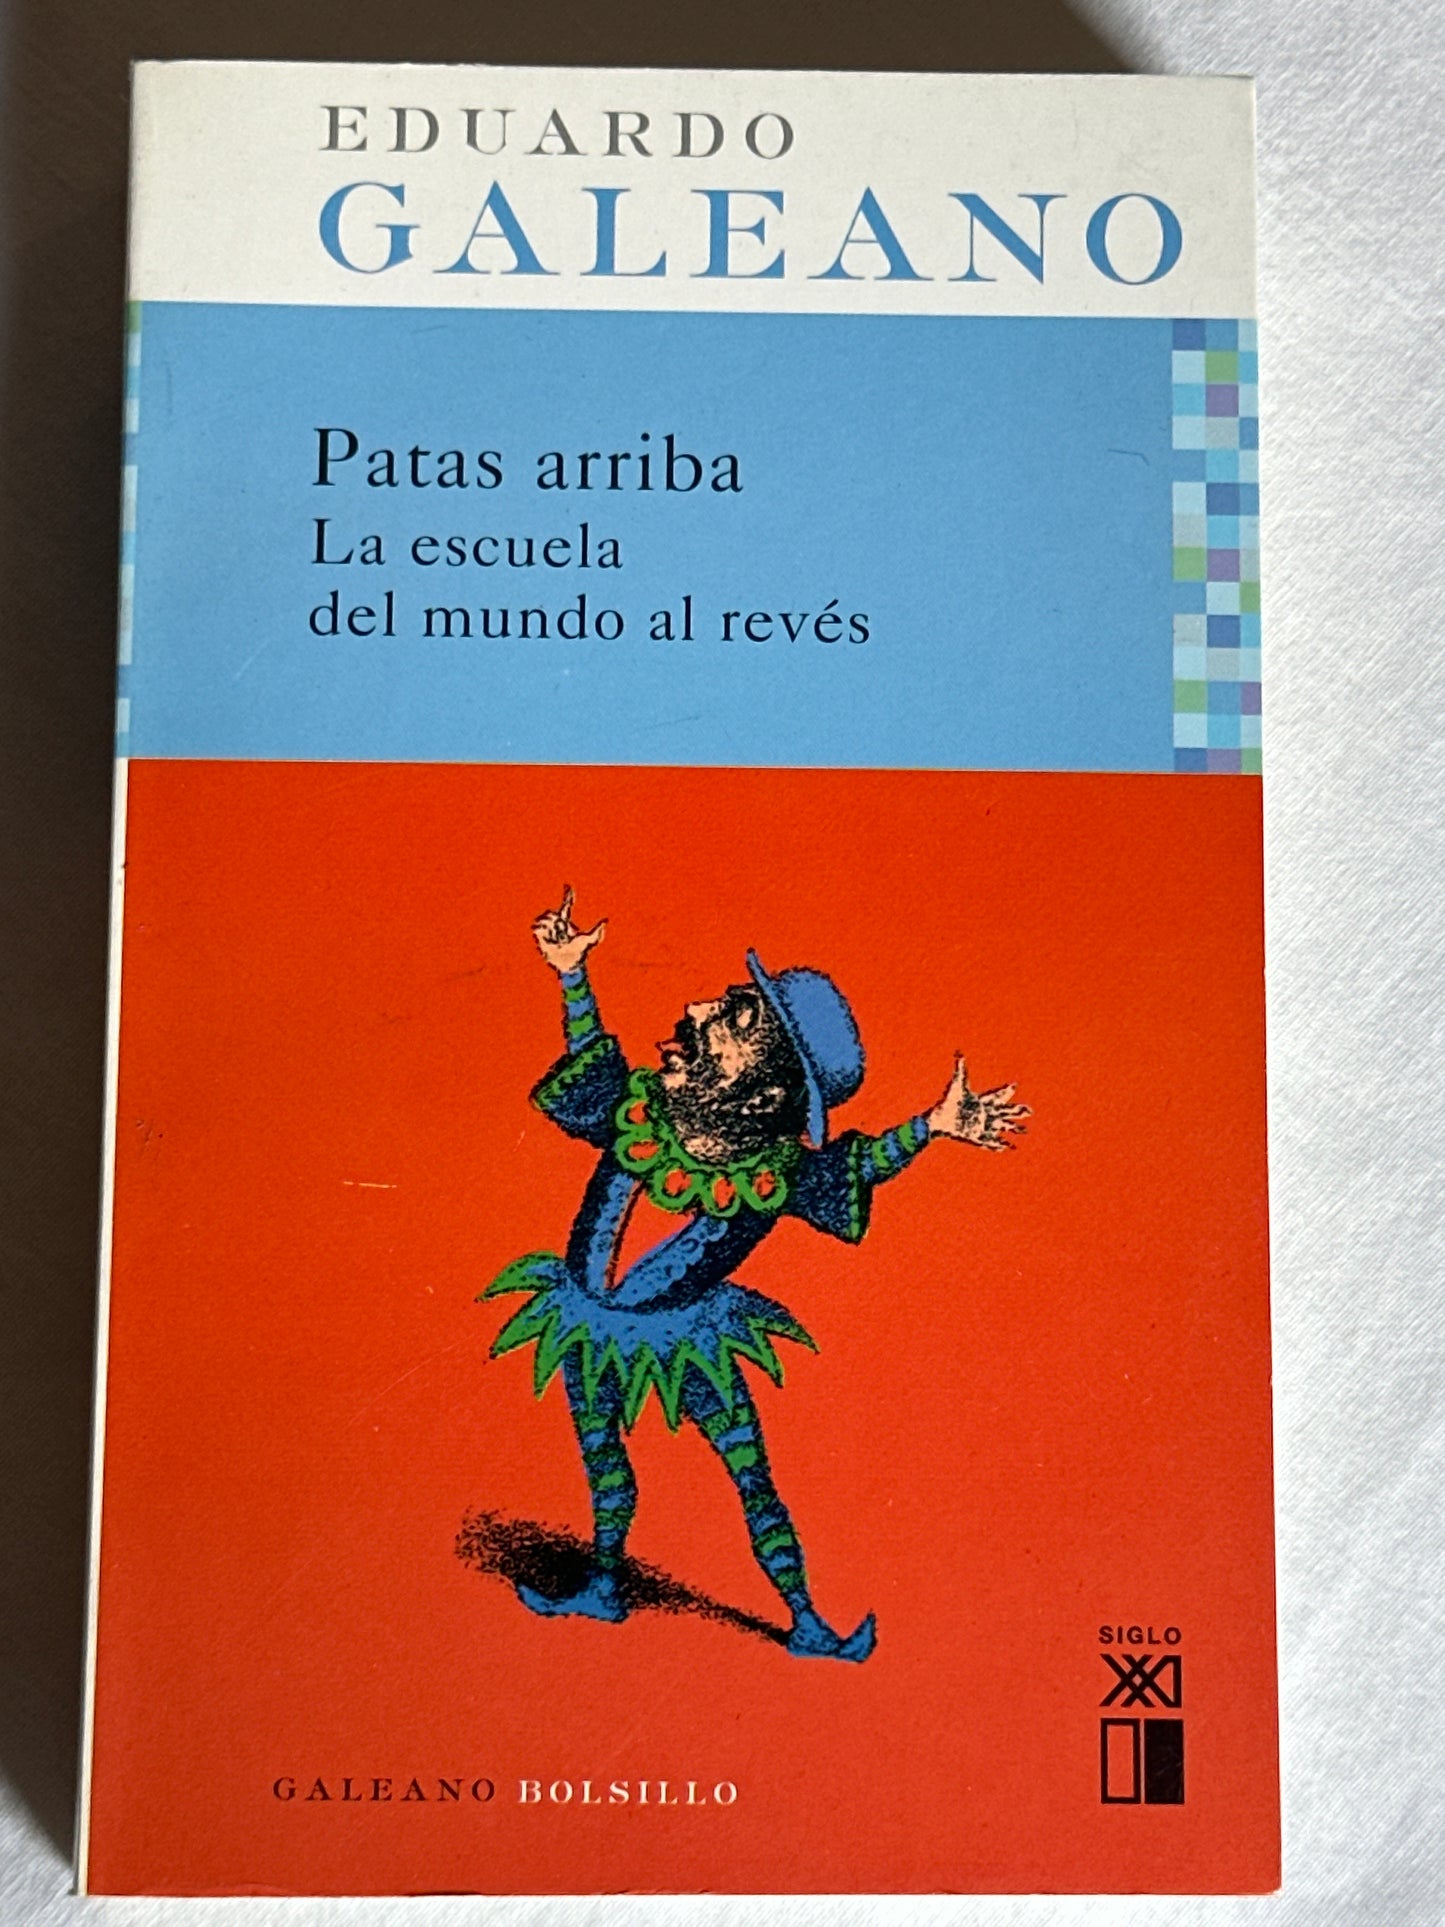 EDUARDO
GALEANO
Patas arriba
La escuela
del mundo al revés
SIGLO
XXI
GALEANO BOLSILLO